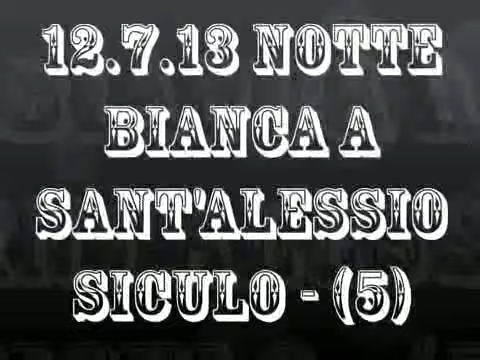 12.7.13 NOTTE
BIANCA A
SANT'ALESSIO
SICULO - (5)